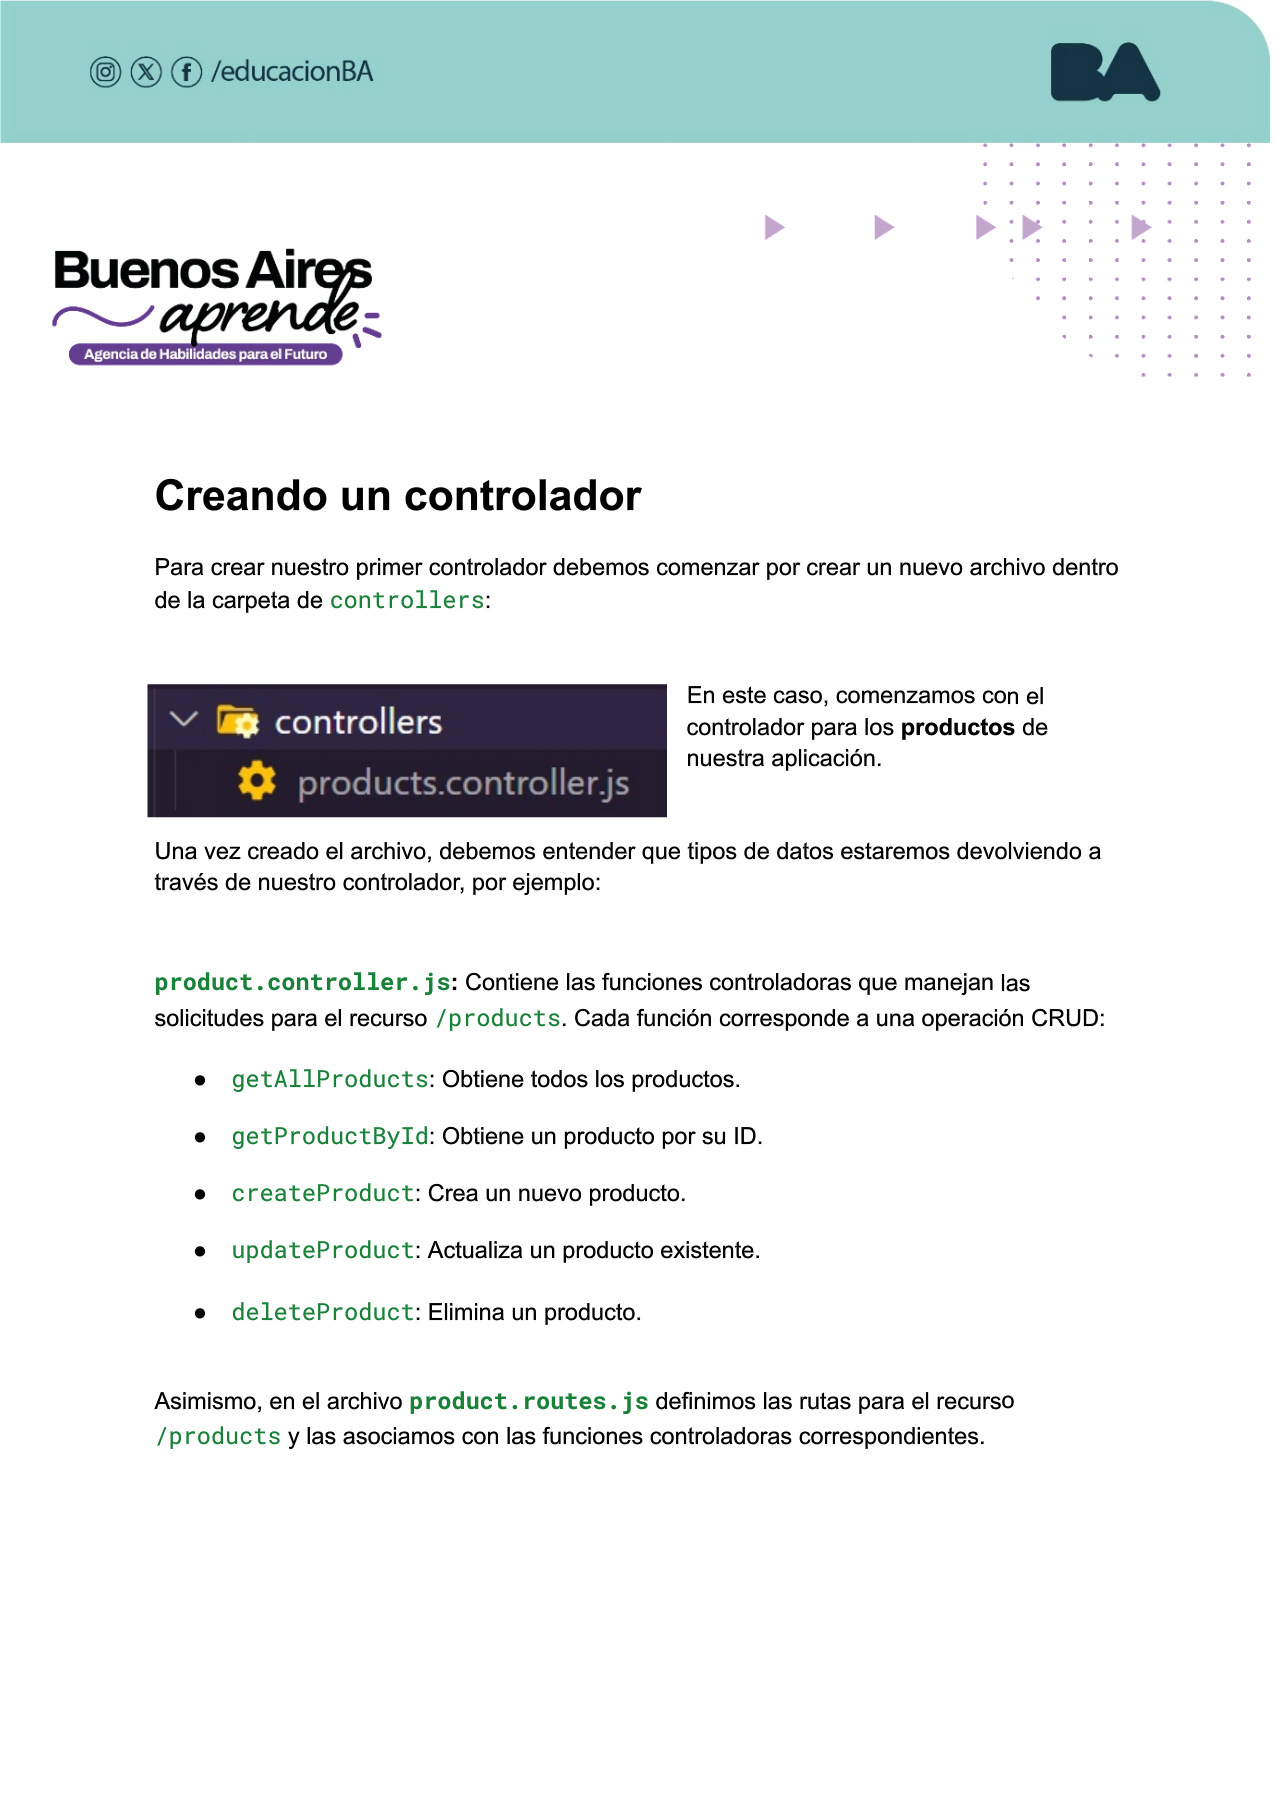 /educacionBA
BA
Buenos Aires
aprende
Agencia de Habilidades para el Futuro
Creando un controlador
Para crear nuestro primer controlador debemos comenzar por crear un nuevo archivo dentro
de la carpeta de controllers:
controllers
products.controller.js
En este caso, comenzamos con el
controlador para los productos de
nuestra aplicación.
Una vez creado el archivo, debemos entender que tipos de datos estaremos devolviendo a
través de nuestro controlador, por ejemplo:
product.controller.js: Contiene las funciones controladoras que manejan las
solicitudes para el recurso /products. Cada función corresponde a una operación CRUD:
● getAllProducts: Obtiene todos los productos.
● getProductById: Obtiene un producto por su ID.
● createProduct: Crea un nuevo producto.
● updateProduct: Actualiza un producto existente.
● deleteProduct: Elimina un producto.
Asimismo, en el archivo product.routes.js definimos las rutas para el recurso
/products y las asociamos con las funciones controladoras correspondientes.